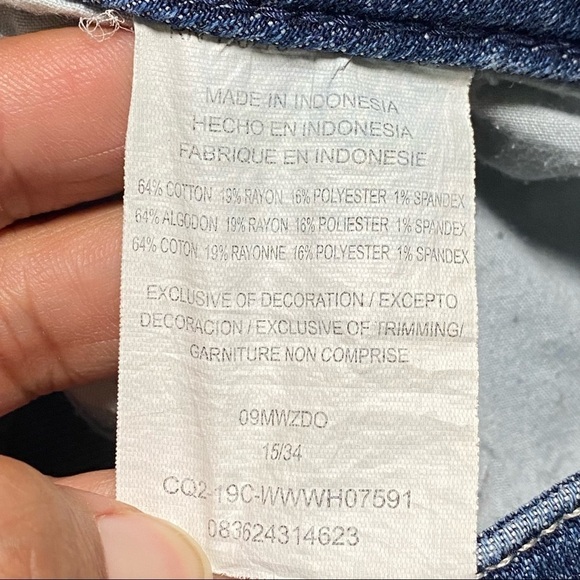 MADE IN INDONESIA
HECHO EN INDONESIA
FABRIQUE EN INDONESIE
64% COTTON 19% RAYON 16% POLYESTER 1% SPANDEX
64% ALGODON 19% RAYON 16% POLIESTER 1% SPANDEX
64% COTON 19% RAYONNE 16% POLYESTER 1% SPANDEX
EXCLUSIVE OF DECORATION / EXCEPTO
DECORACION / EXCLUSIVE OF TRIMMING/
GARNITURE NON COMPRISE
09MWZDO
15/34
CQ2-19C-WWWH07591
083624314623